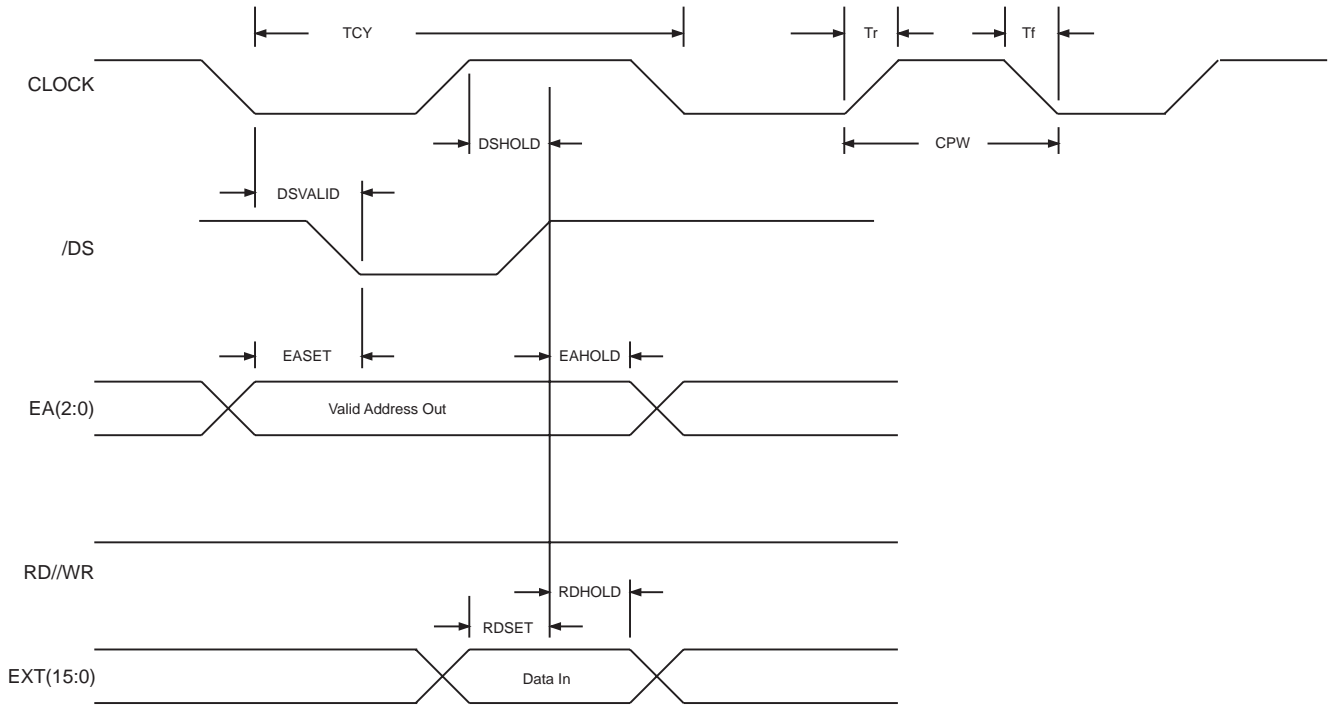 TCY
Tr
Tf
CLOCK
DSHOLD
CPW
DSVALID
/DS
EASET
EAHOLD
EA(2:0)
Valid Address Out
RD//WR
RDHOLD
RDSET
EXT(15:0)
Data In